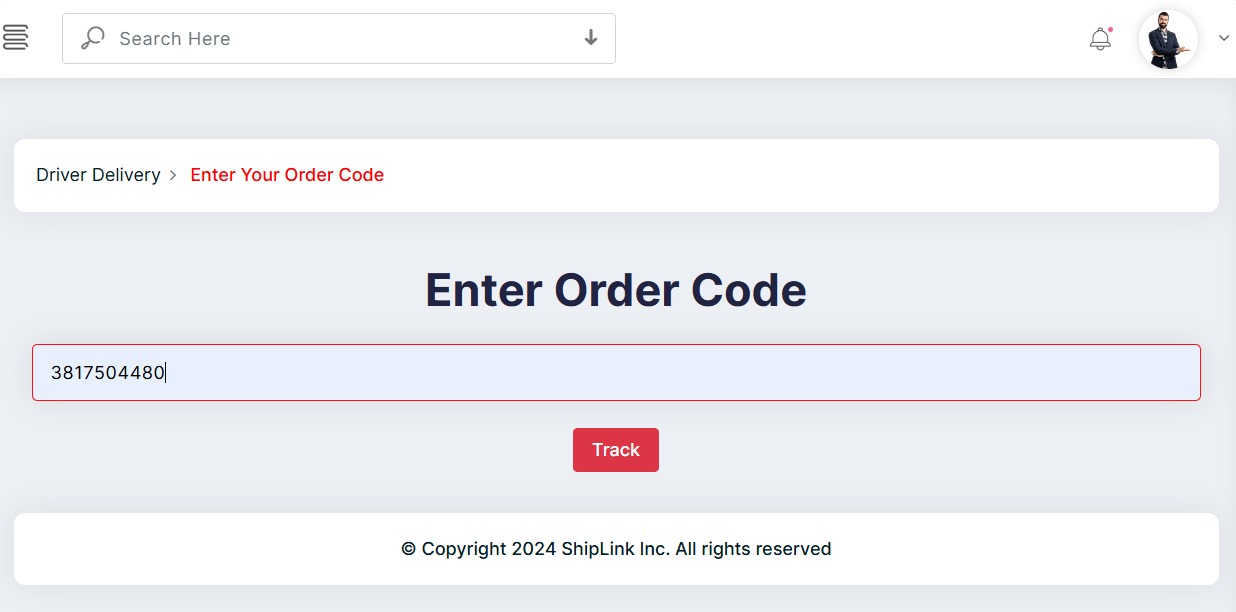 Search Here
Driver Delivery > Enter Your Order Code
Enter Order Code
3817504480
Track
© Copyright 2024 ShipLink Inc. All rights reserved